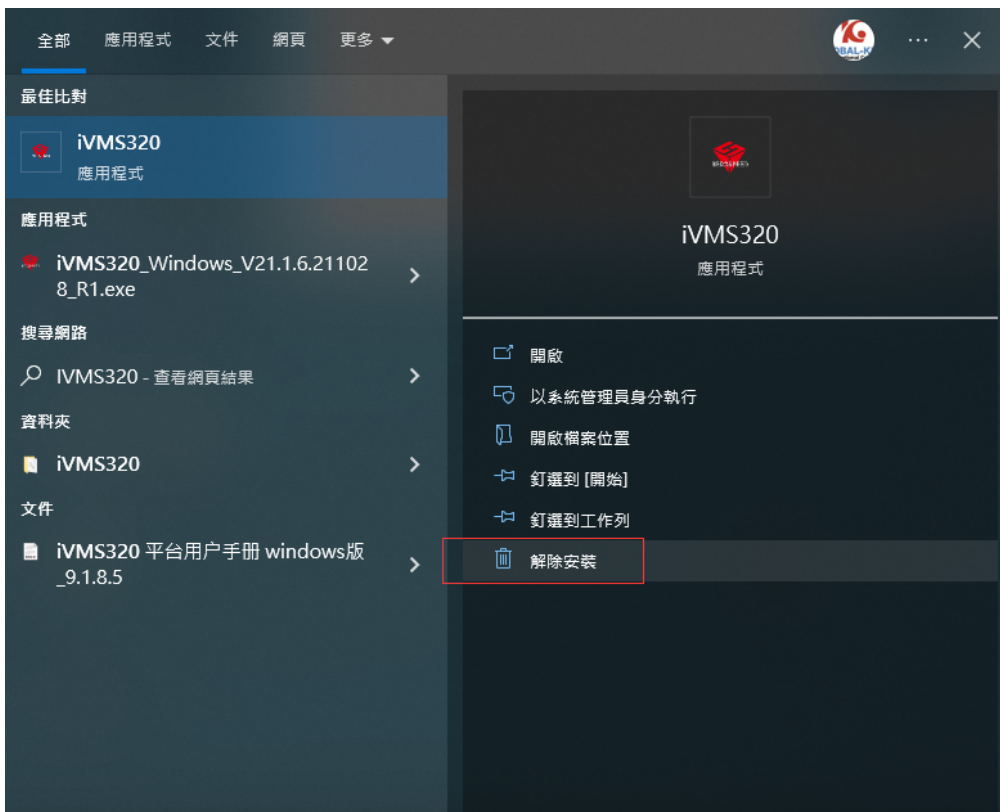 全部 應用程式 文件 網頁 更多
最佳比對
iVMS320
應用程式
應用程式
iVMS320_Windows_V21.1.6.21102
8_R1.exe
搜尋網路
IVMS320 - 查看網頁結果
資料夾
iVMS320
文件
iVMS320 平台用户手册 windows版
_9.1.8.5
iVMS320
應用程式
開啟
以系統管理員身分執行
開啟檔案位置
釘選到 [開始]
釘選到工作列
解除安裝